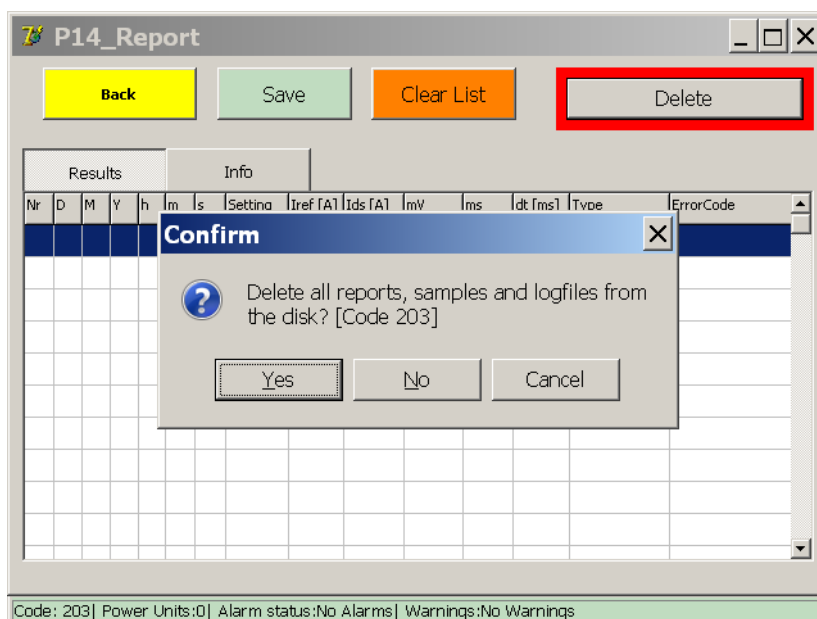 P14_Report
Back Save Clear List Delete
Results Info
Nr D M Y h m s Setting Iref [A] Ids [A] mV ms dt [ms] Type ErrorCode
Confirm
Delete all reports, samples and logfiles from
the disk? [Code 203]
Yes No Cancel
Code: 203| Power Units:0| Alarm status:No Alarms| Warnings:No Warnings